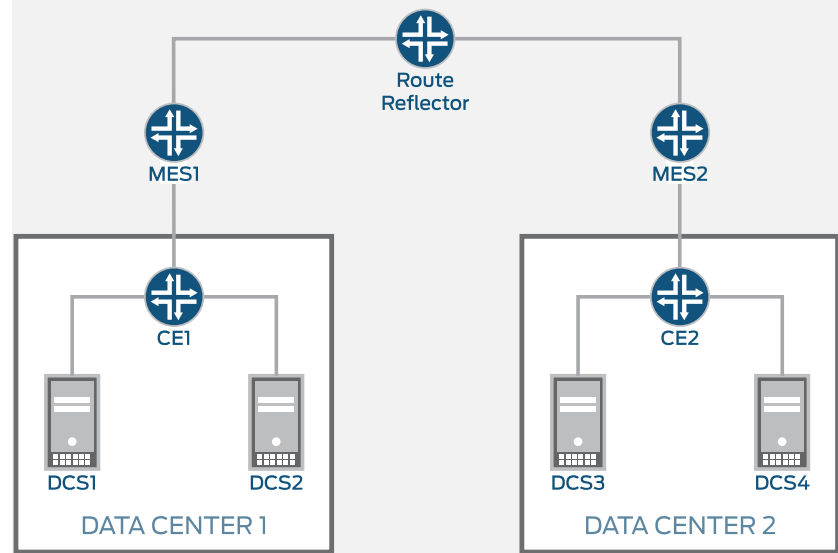 Route
Reflector
MES1
MES2
CE1
CE2
DCS1
DCS2
DCS3
DCS4
DATA CENTER 1
DATA CENTER 2